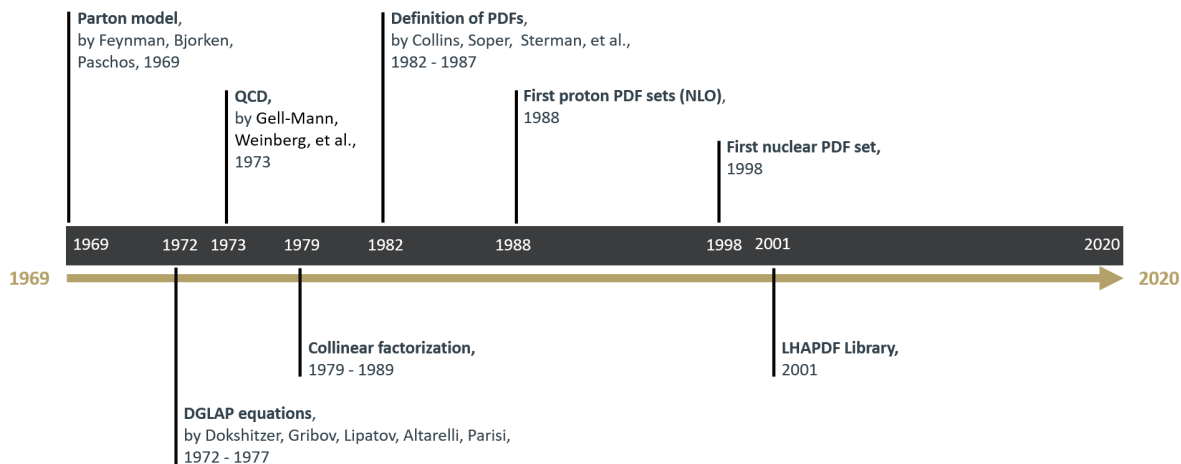 Parton model,
by Feynman, Bjorken,
Paschos, 1969
Definition of PDFs,
by Collins, Soper, Sterman, et al.,
1982 - 1987
QCD,
by Gell-Mann,
Weinberg, et al.,
1973
First proton PDF sets (NLO),
1988
First nuclear PDF set,
1998
1969 1972 1973 1979 1982 1988 1998 2001 2020
1969 2020
Collinear factorization,
1979 - 1989
LHAPDF Library,
2001
DGLAP equations,
by Dokshitzer, Gribov, Lipatov, Altarelli, Parisi,
1972 - 1977